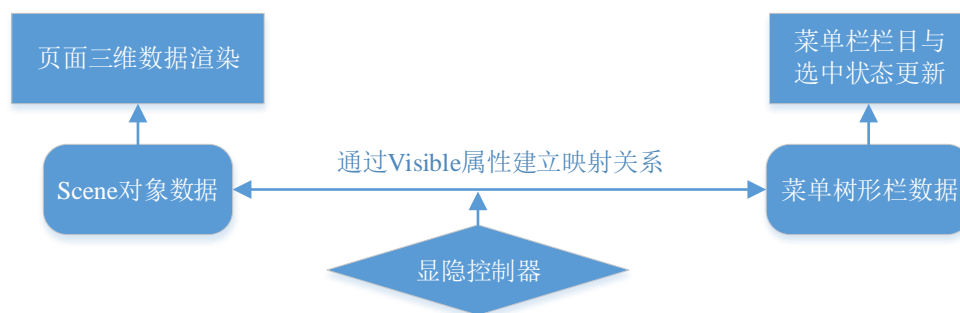 页面三维数据渲染
菜单栏栏目与
选中状态更新
通过Visible属性建立映射关系
Scene对象数据
菜单树形栏数据
显隐控制器